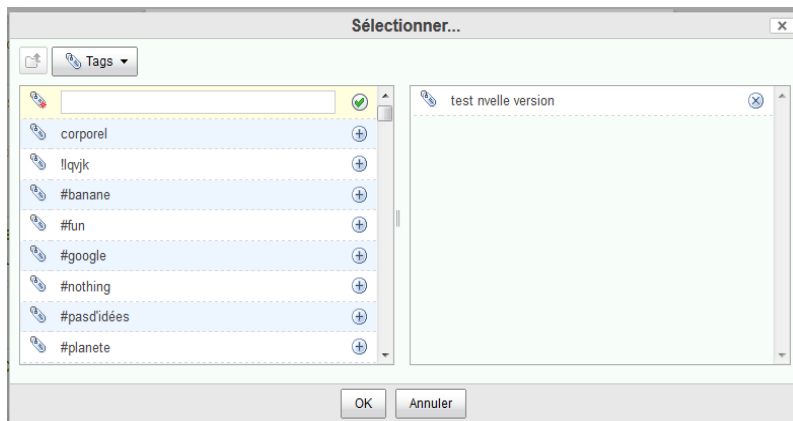 Sélectionner...
Tags
test nvelle version
corporel
!lqvjk
#banane
#fun
#google
#nothing
#pasd'idées
#planete
OK
Annuler